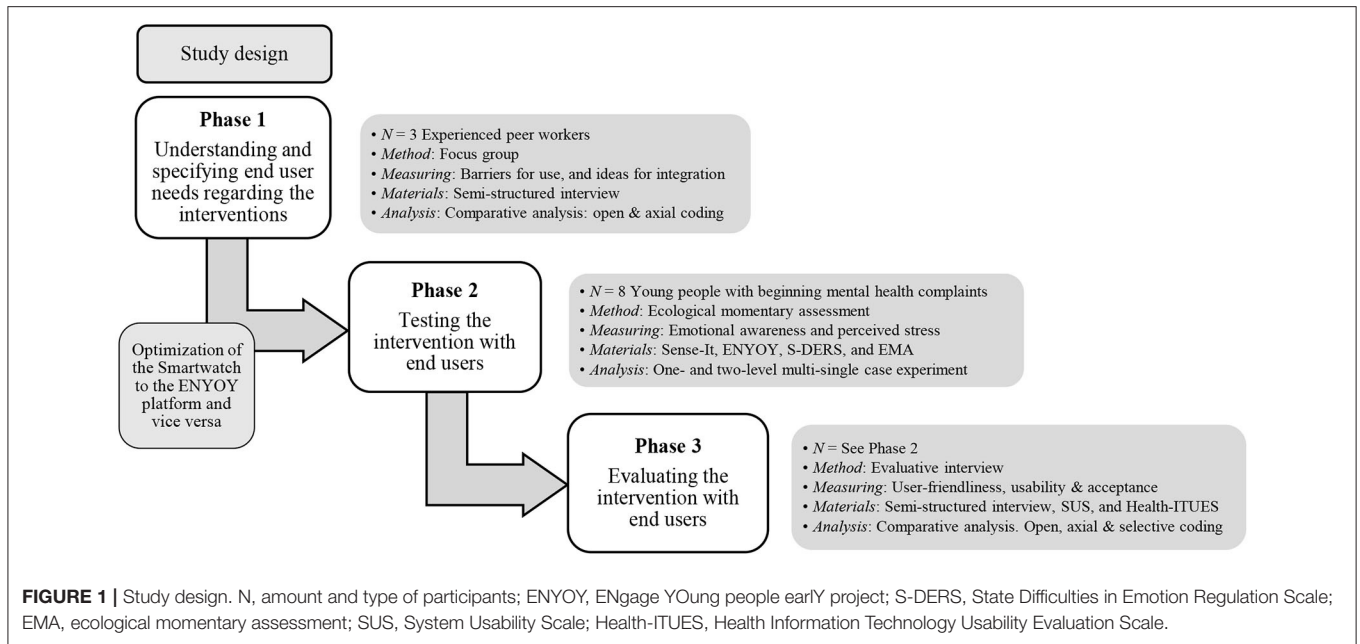 Study design
Phase 1
Understanding and
specifying end user
needs regarding the
interventions
• N = 3 Experienced peer workers
• Method: Focus group
• Measuring: Barriers for use, and ideas for integration
• Materials: Semi-structured interview
• Analysis: Comparative analysis: open & axial coding
Optimization of
the Smartwatch
to the ENYOY
platform and
vice versa
Phase 2
Testing the
intervention with
end users
• N = 8 Young people with beginning mental health complaints
• Method: Ecological momentary assessment
• Measuring: Emotional awareness and perceived stress
• Materials: Sense-It, ENYOY, S-DERS, and EMA
• Analysis: One- and two-level multi-single case experiment
Phase 3
Evaluating the
intervention with
end users
• N = See Phase 2
• Method: Evaluative interview
• Measuring: User-friendliness, usability & acceptance
• Materials: Semi-structured interview, SUS, and Health-ITUES
• Analysis: Comparative analysis. Open, axial & selective coding
FIGURE 1 | Study design. N, amount and type of participants; ENYOY, ENgage YOung people earlY project; S-DERS, State Difficulties in Emotion Regulation Scale;
EMA, ecological momentary assessment; SUS, System Usability Scale; Health-ITUES, Health Information Technology Usability Evaluation Scale.